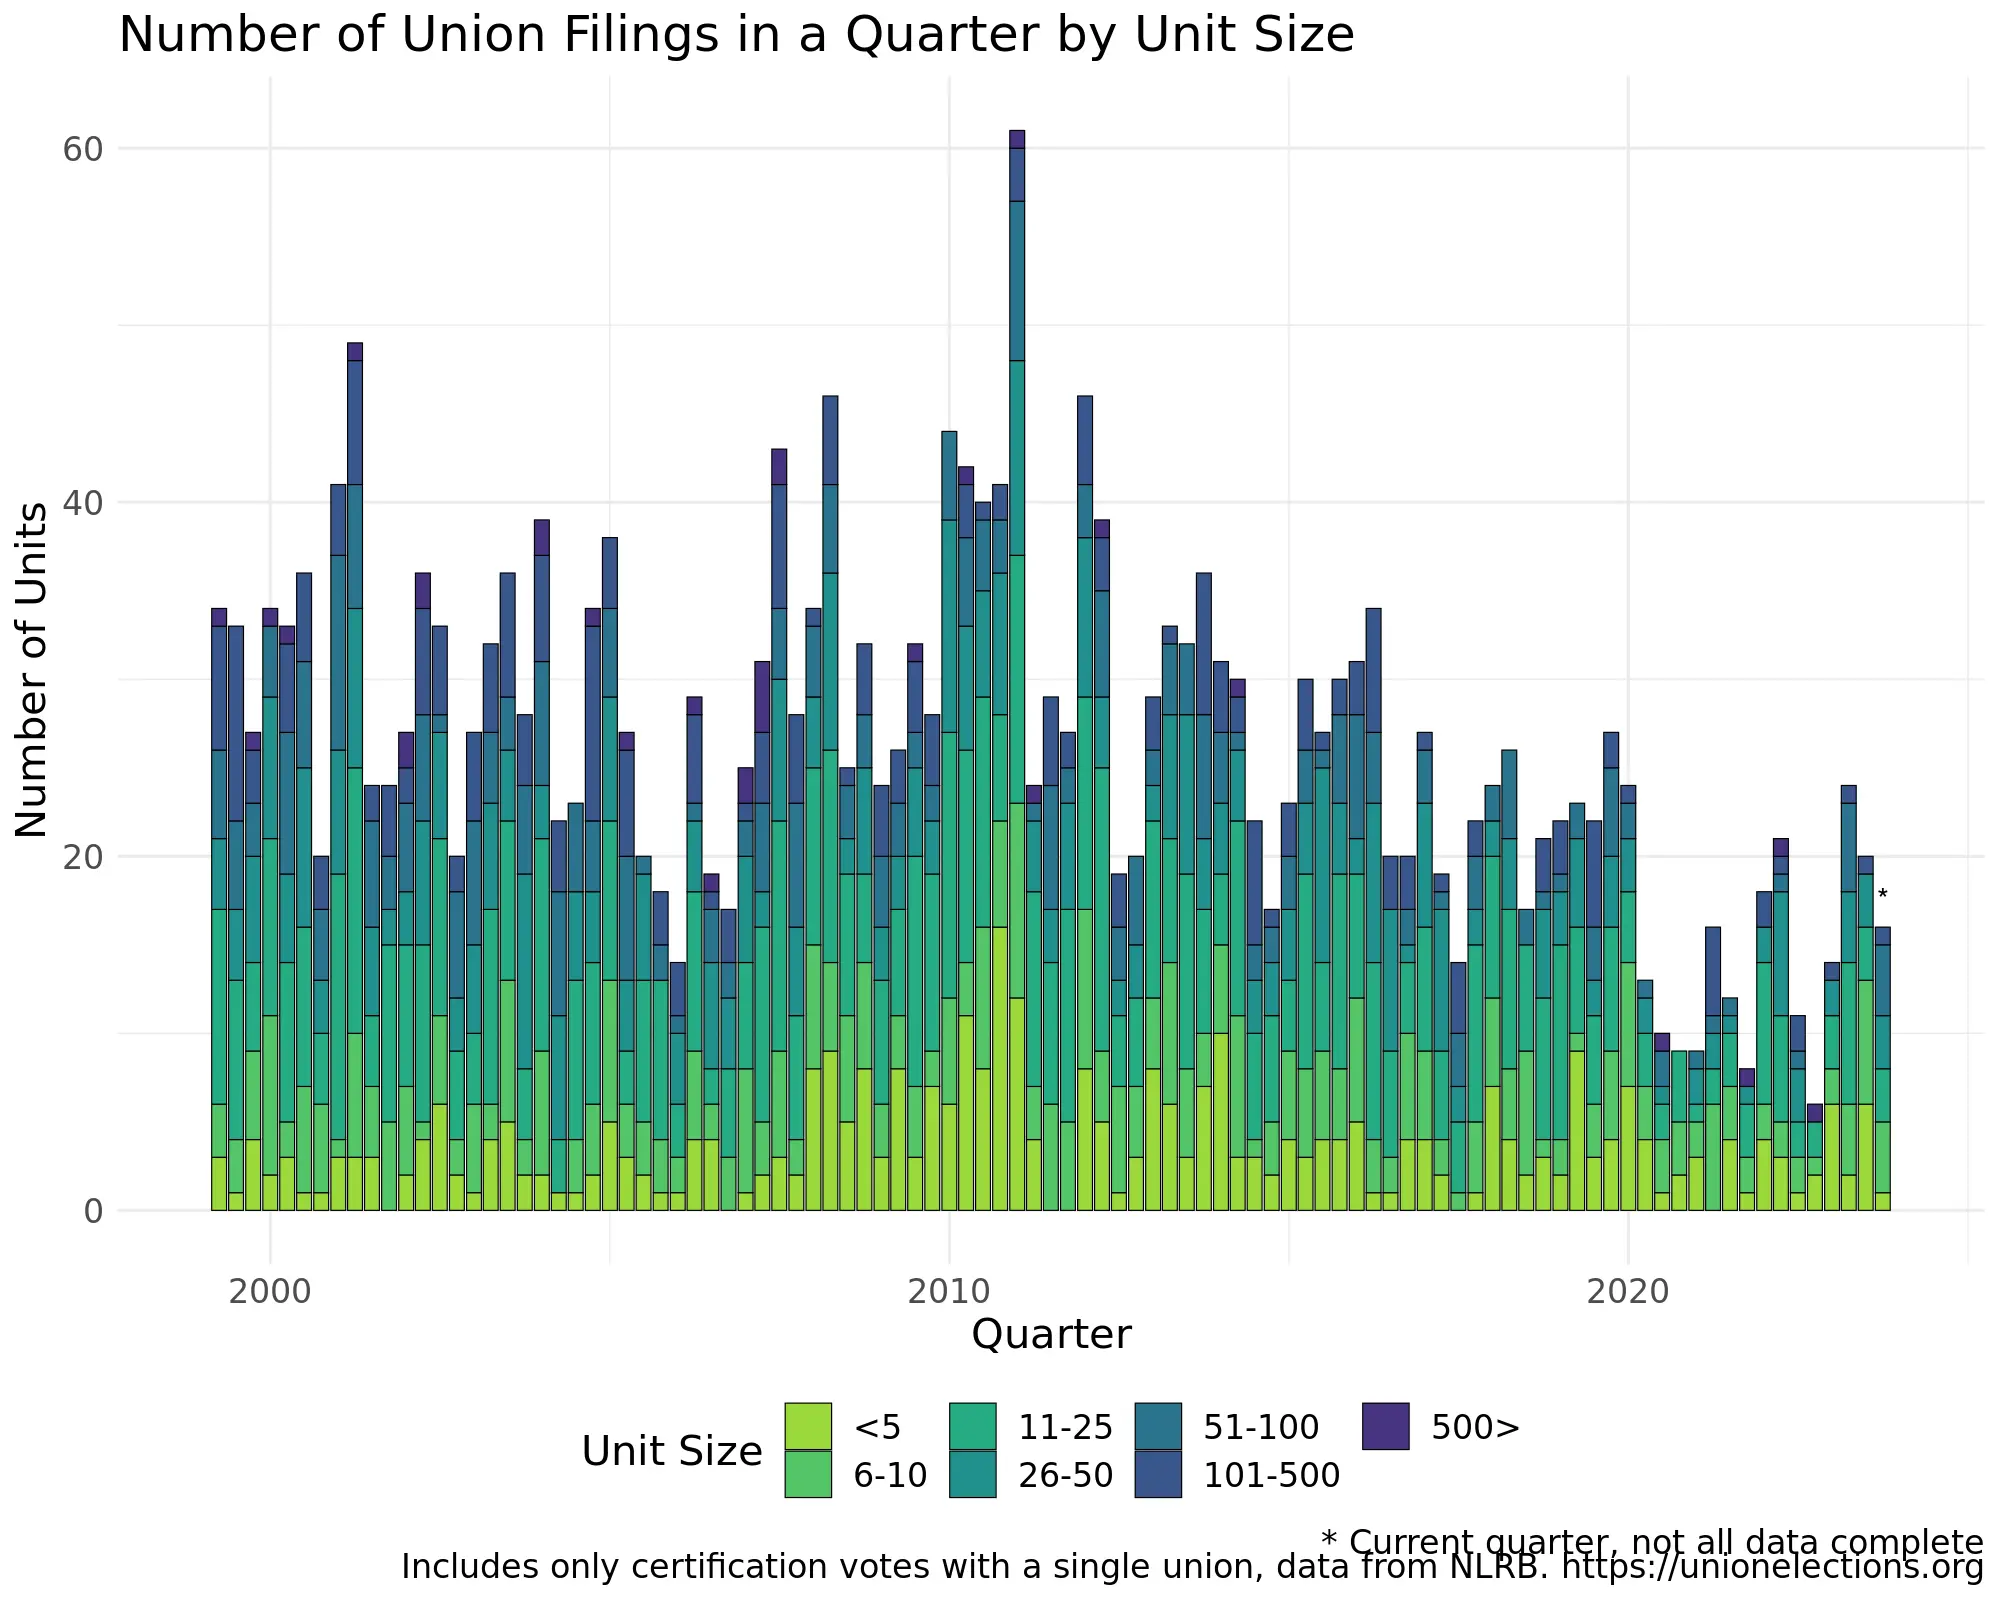 Number of Union Filings in a Quarter by Unit Size
Number of Units
60
40
20
0
*
2000 2010 2020
Quarter
Unit Size
<5 11-25 51-100 500>
6-10 26-50 101-500
* Current quarter, not all data complete
Includes only certification votes with a single union, data from NLRB. https://unionelections.org